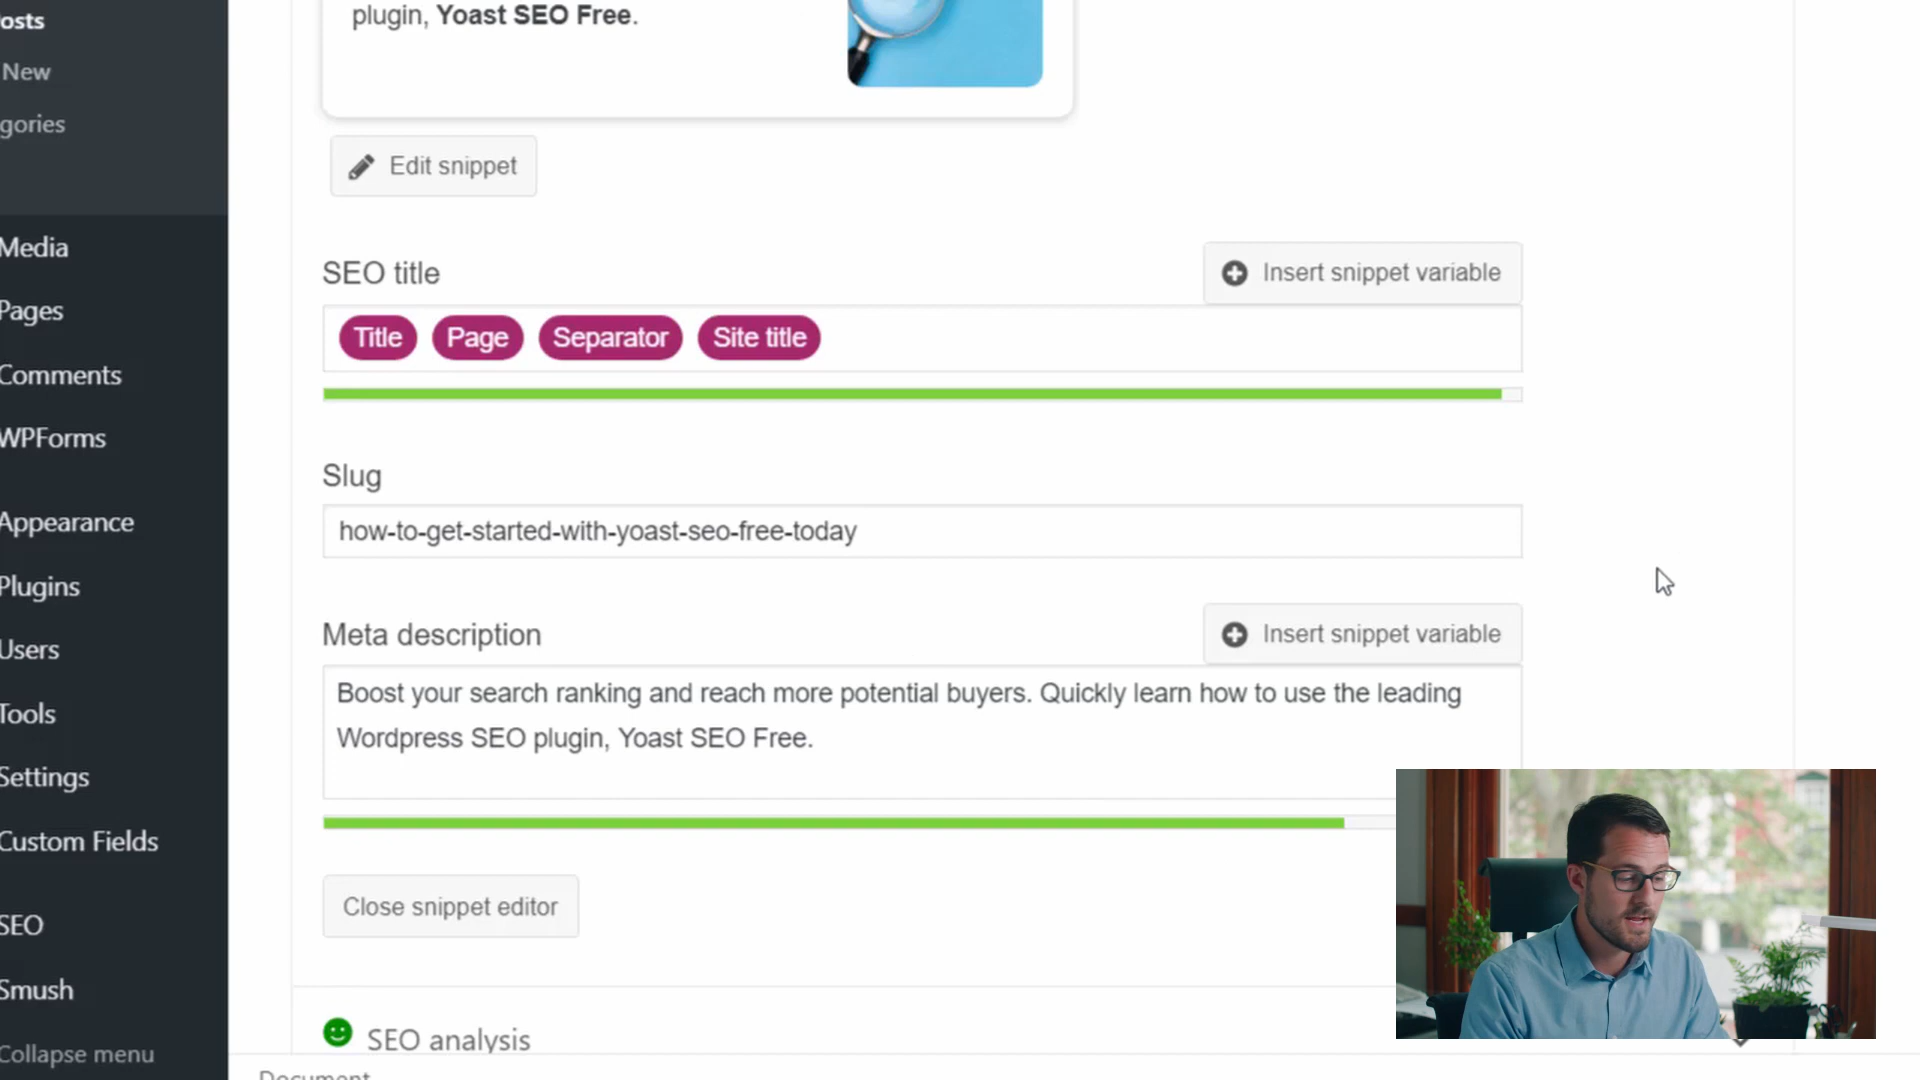 osts
New
gories
Media
Pages
Comments
WPForms
Appearance
Plugins
Users
Tools
Settings
Custom Fields
SEO
Smush
Collapse menu
plugin, Yoast SEO Free.
Edit snippet
SEO title
Insert snippet variable
Title Page Separator Site title
Slug
how-to-get-started-with-yoast-seo-free-today
Meta description
Insert snippet variable
Boost your search ranking and reach more potential buyers. Quickly learn how to use the leading
Wordpress SEO plugin, Yoast SEO Free.
Close snippet editor
SEO analysis
Document